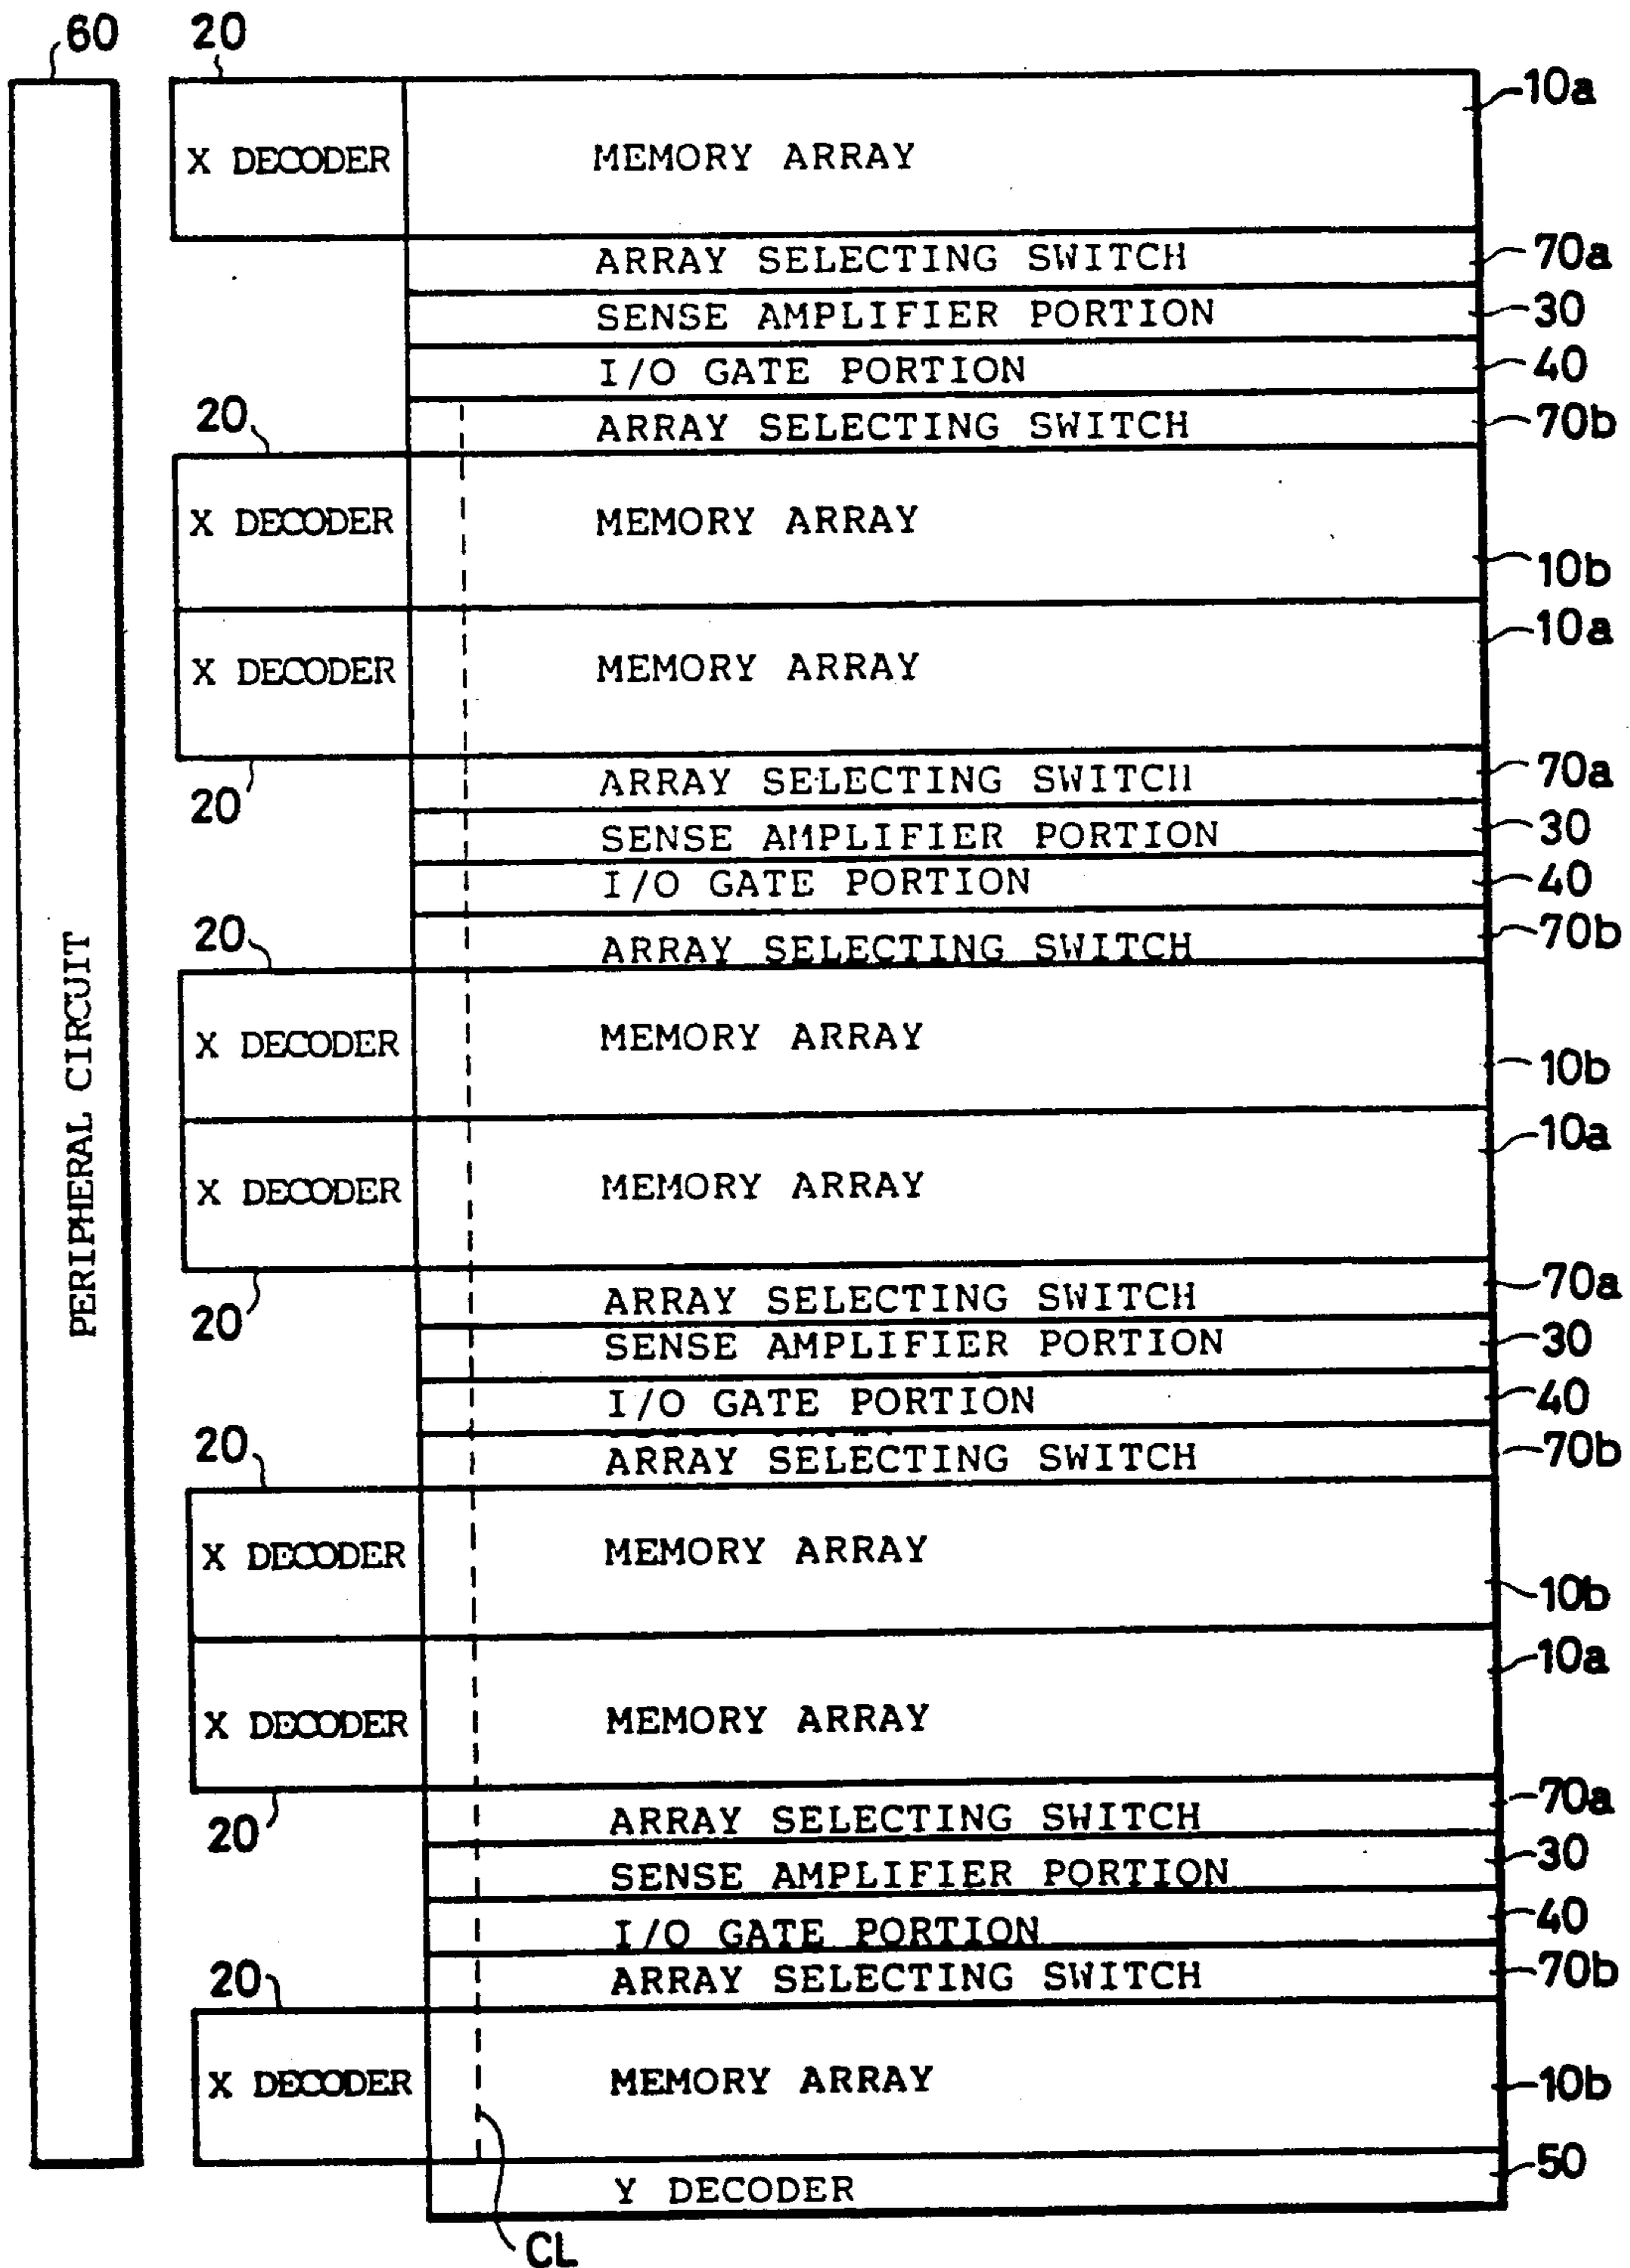 60 20
10a
X DECODER MEMORY ARRAY
ARRAY SELECTING SWITCH 70a
SENSE AMPLIFIER PORTION 30
I/O GATE PORTION 40
20 ARRAY SELECTING SWITCH 70b
X DECODER MEMORY ARRAY
10b
10a
X DECODER MEMORY ARRAY
20 ARRAY SELECTING SWITCH 70a
SENSE AMPLIFIER PORTION 30
I/O GATE PORTION 40
20 ARRAY SELECTING SWITCH 70b
PERIPHERAL CIRCUIT
X DECODER MEMORY ARRAY
10b
10a
X DECODER MEMORY ARRAY
20 ARRAY SELECTING SWITCH 70a
SENSE AMPLIFIER PORTION 30
I/O GATE PORTION 40
20 ARRAY SELECTING SWITCH 70b
X DECODER MEMORY ARRAY
10b
10a
X DECODER MEMORY ARRAY
20 ARRAY SELECTING SWITCH 70a
SENSE AMPLIFIER PORTION 30
I/O GATE PORTION 40
20 ARRAY SELECTING SWITCH 70b
X DECODER MEMORY ARRAY 10b
Y DECODER 50
CL